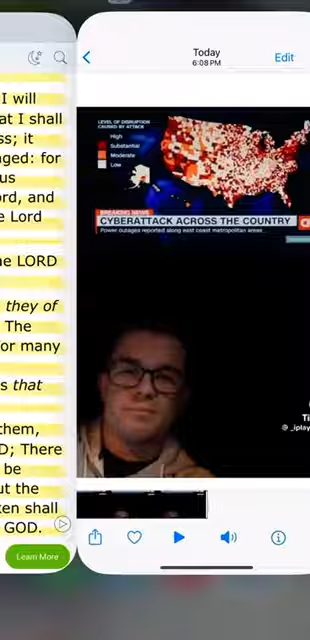 I will
at I shall
ss; it
ged: for
us
ord, and
e Lord
he LORD
they of
The
or many
s that
them,
D; There
be
ut the
ken shall
GOD.
Learn More
Today
6:08 PM
Edit
LEVEL OF DISRUPTION
CAUSED BY ATTACK
High
Substantial
Moderate
Low
BREAKING NEWS
CYBERATTACK ACROSS THE COUNTRY
Power outages reported along east coast metropolitan areas...
Ti
@_iplay